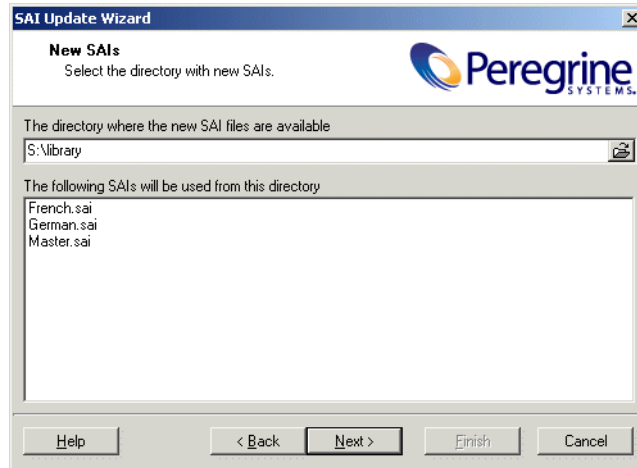 SAI Update Wizard
New SAIs
Select the directory with new SAIs.
Peregrine
SYSTEMS
The directory where the new SAI files are available
S:\library
The following SAIs will be used from this directory
French.sai
German.sai
Master.sai
Help
< Back
Next >
Finish
Cancel